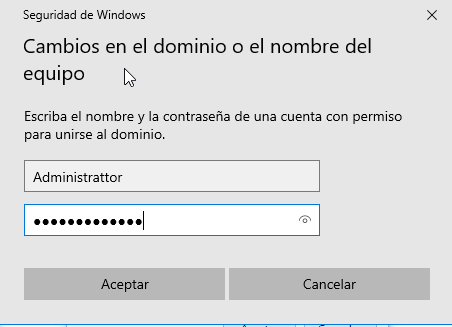 Seguridad de Windows
Cambios en el dominio o el nombre del
equipo
Escriba el nombre y la contraseña de una cuenta con permiso
para unirse al dominio.
Administrattor
●●●●●●●●●●●●●
Aceptar
Cancelar